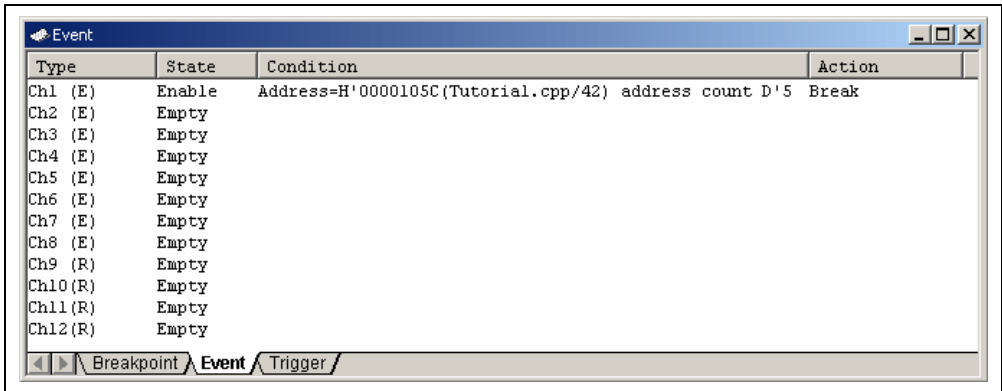 Event
Type State Condition Action
Ch1 (E) Enable Address=H'0000105C(Tutorial.cpp/42) address count D'5 Break
Ch2 (E) Empty
Ch3 (E) Empty
Ch4 (E) Empty
Ch5 (E) Empty
Ch6 (E) Empty
Ch7 (E) Empty
Ch8 (E) Empty
Ch9 (R) Empty
Ch10(R) Empty
Ch11(R) Empty
Ch12(R) Empty
Breakpoint Event Trigger